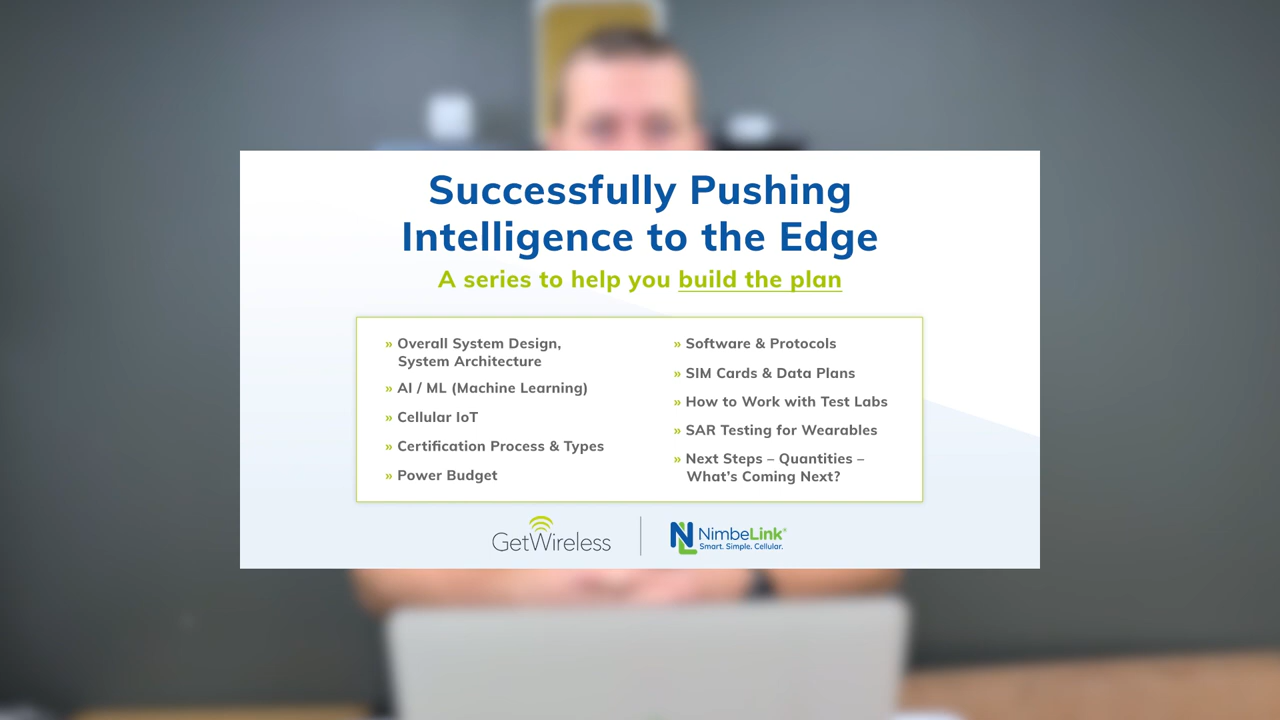 Successfully Pushing
Intelligence to the Edge
A series to help you build the plan
» Overall System Design,
System Architecture
» AI / ML (Machine Learning)
» Cellular IoT
» Certification Process & Types
» Power Budget
» Software & Protocols
» SIM Cards & Data Plans
» How to Work with Test Labs
» SAR Testing for Wearables
» Next Steps – Quantities –
What's Coming Next?
GetWireless
NimbeLink®
Smart. Simple. Cellular.